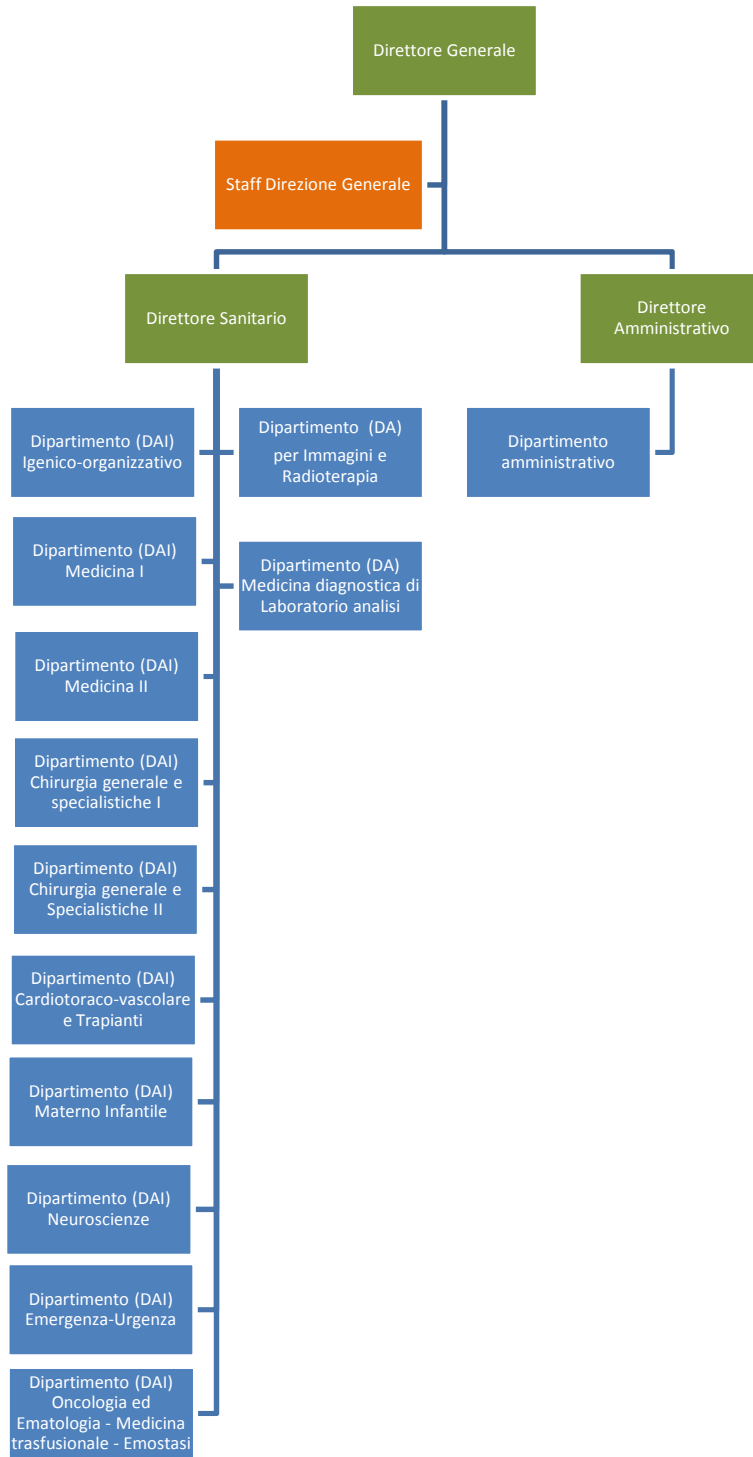 Direttore Generale
Staff Direzione Generale
Direttore Sanitario
Direttore
Amministrativo
Dipartimento (DAI)
Igenico-organizzativo
Dipartimento (DA)
per Immagini e
Radioterapia
Dipartimento
amministrativo
Dipartimento (DAI)
Medicina I
Dipartimento (DA)
Medicina diagnostica di
Laboratorio analisi
Dipartimento (DAI)
Medicina II
Dipartimento (DAI)
Chirurgia generale e
specialistiche I
Dipartimento (DAI)
Chirurgia generale e
Specialistiche II
Dipartimento (DAI)
Cardiotoraco-vascolare
e Trapianti
Dipartimento (DAI)
Materno Infantile
Dipartimento (DAI)
Neuroscienze
Dipartimento (DAI)
Emergenza-Urgenza
Dipartimento (DAI)
Oncologia ed
Ematologia - Medicina
trasfusionale - Emostasi